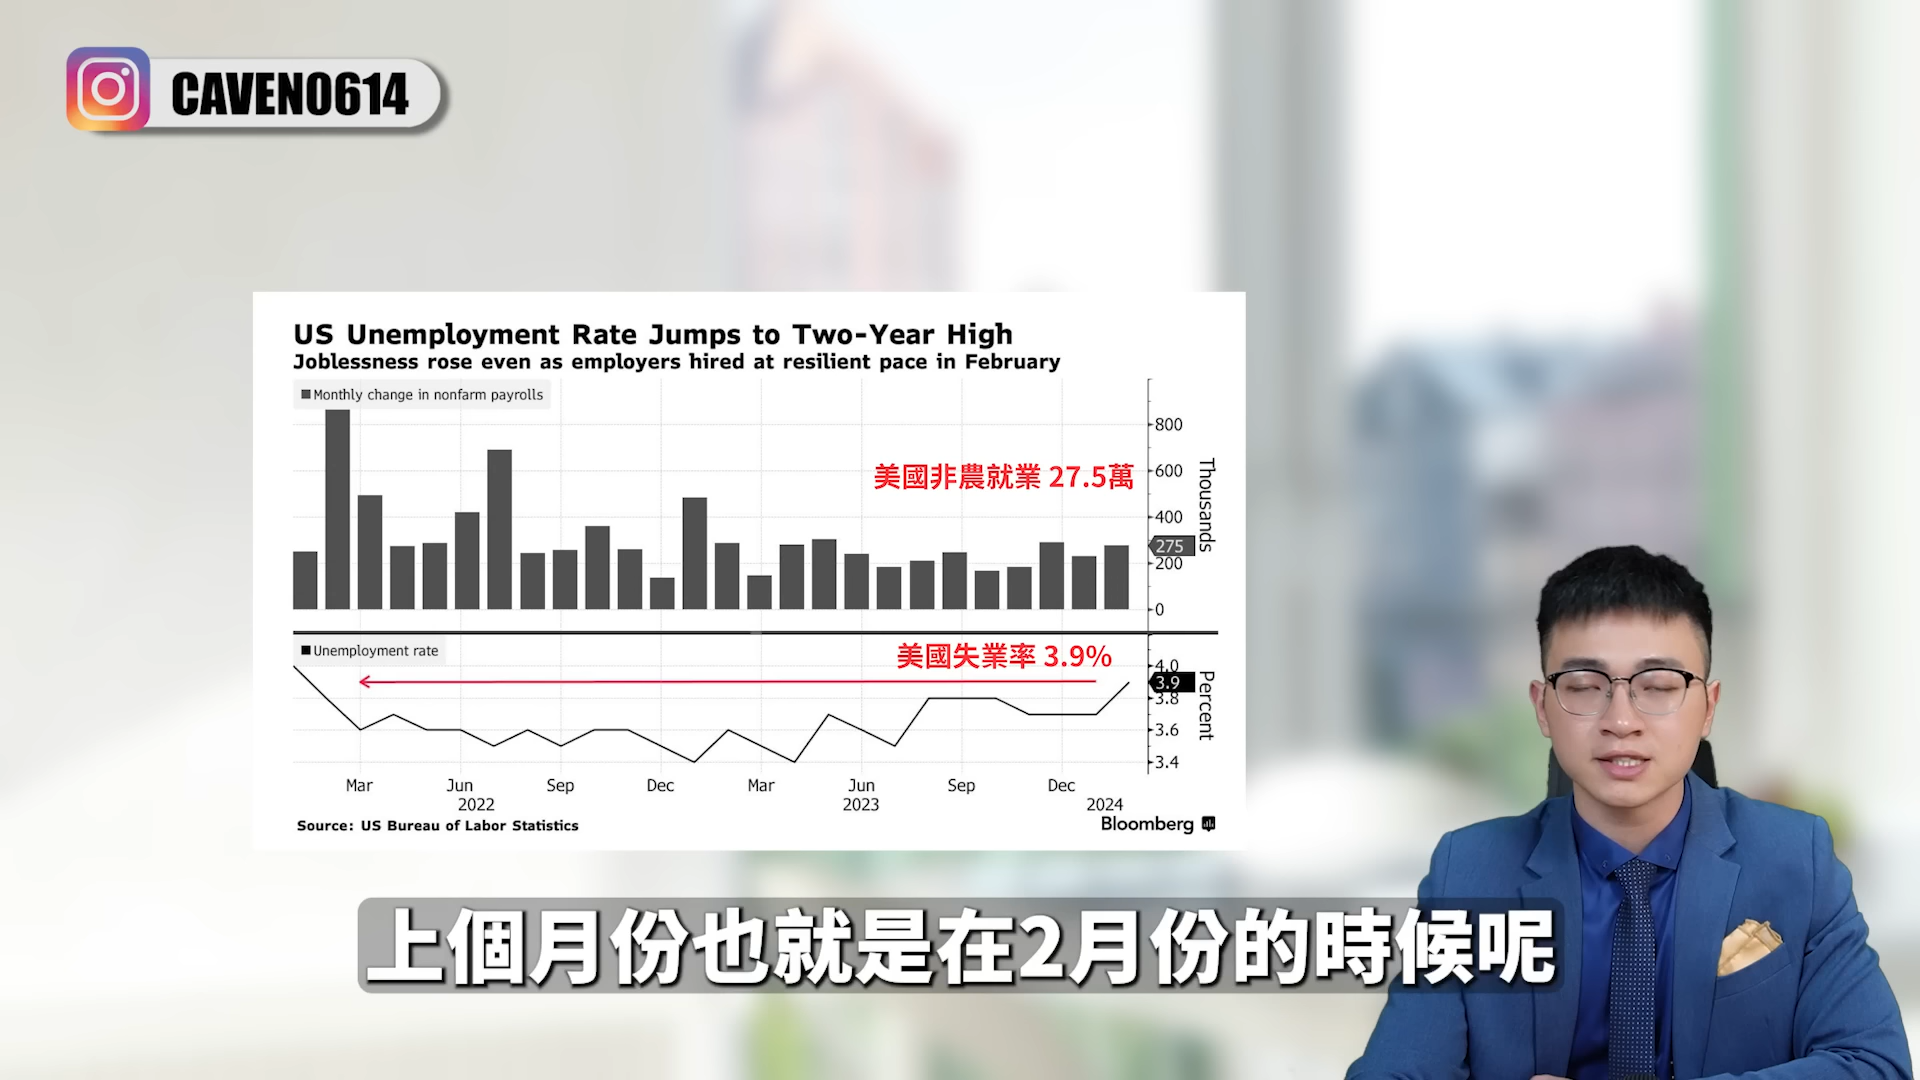 CAVEN0614
US Unemployment Rate Jumps to Two-Year High
Joblessness rose even as employers hired at resilient pace in February
Monthly change in nonfarm payrolls
美國非農就業 27.5萬
800
600
400
275
200
0
Thousands
Unemployment rate
美國失業率 3.9%
4.0
3.9
3.8
3.6
3.4
Percent
Mar Jun Sep Dec Mar Jun Sep Dec
2022 2023 2024
Source: US Bureau of Labor Statistics
Bloomberg
上個月份也就是在2月份的時候呢